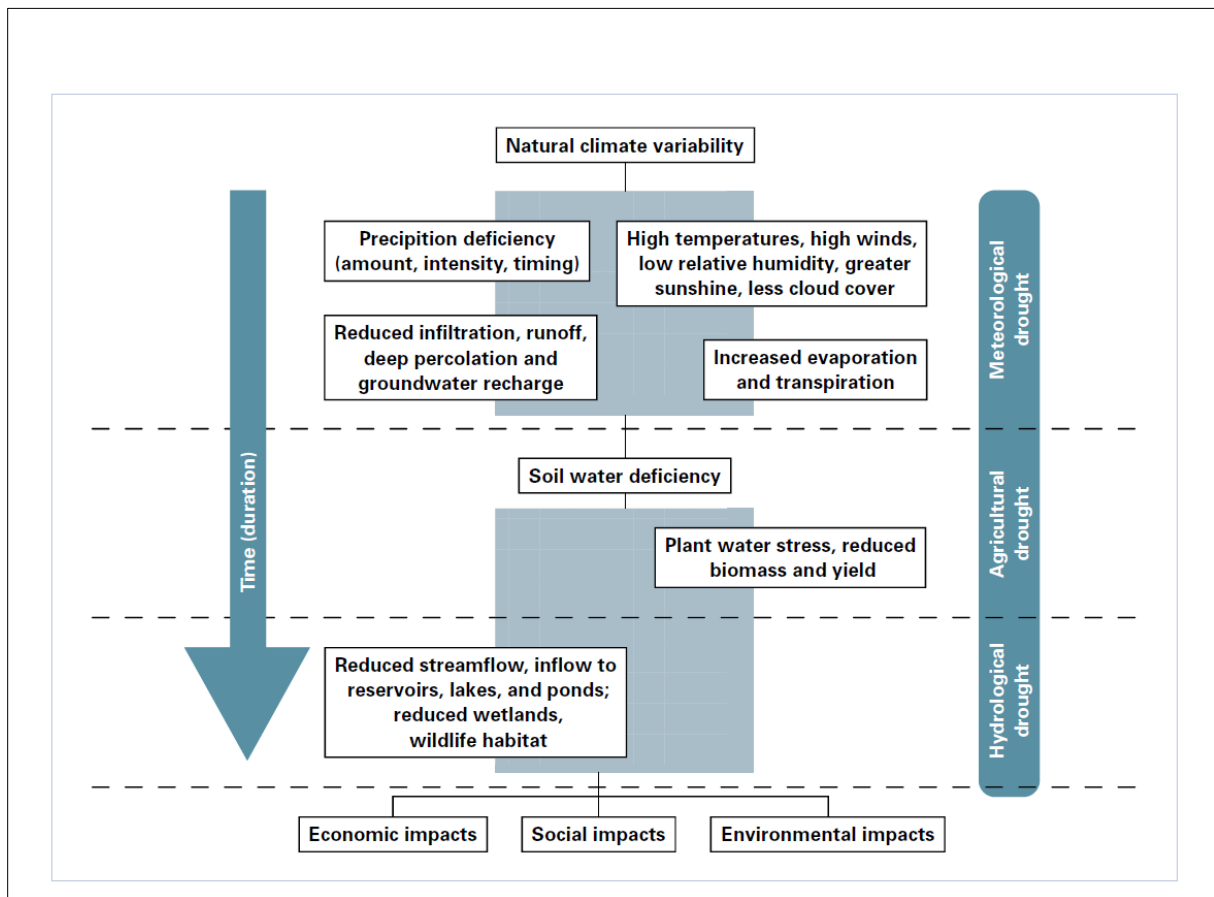 Natural climate variability
Precipition deficiency
(amount, intensity, timing)
High temperatures, high winds,
low relative humidity, greater
sunshine, less cloud cover
Reduced infiltration, runoff,
deep percolation and
groundwater recharge
Increased evaporation
and transpiration
Meteorological
drought
Time (duration)
Soil water deficiency
Plant water stress, reduced
biomass and yield
Agricultural
drought
Reduced streamflow, inflow to
reservoirs, lakes, and ponds;
reduced wetlands,
wildlife habitat
Hydrological
drought
Economic impacts
Social impacts
Environmental impacts